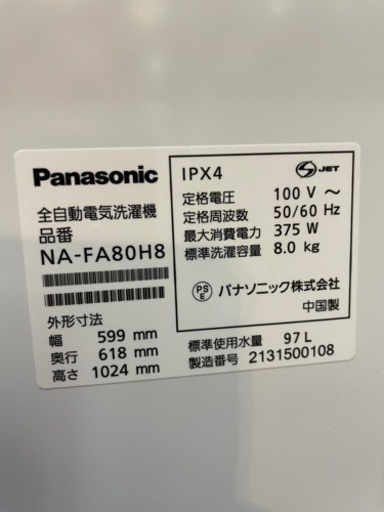 Panasonic
全自動電気洗濯機
品番
NA-FA80H8
外形寸法
幅 599 mm
奥行 618 mm
高さ 1024 mm
IPX4
S JET
定格電圧 100 V ～
定格周波数 50/60 Hz
最大消費電力 375 W
標準洗濯容量 8.0 kg
PS E パナソニック株式会社
中国製
標準使用水量 97 L
製造番号 2131500108